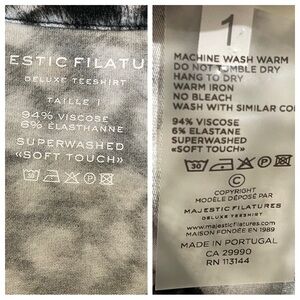 ESTIC FILATU
DELUXE TEESHIRT
TAILLE 1
94% VISCOSE
6% ELASTHANNE
SUPERWASHED
«SOFT TOUCH»
30
P
1
MACHINE WASH WARM
DO NOT TUMBLE DRY
HANG TO DRY
WARM IRON
NO BLEACH
WASH WITH SIMILAR CO
94% VISCOSE
6% ELASTANE
SUPERWASHED
«SOFT TOUCH»
30
P
©
COPYRIGHT
MODÈLE DÉPOSÉ PAR
MAJESTIC FILATURES
DELUXE TEESHIRT
MAJESTICFILATURES.COM
MAISON FONDÉE EN 1989
MADE IN PORTUGAL
CA 29990
RN 113144